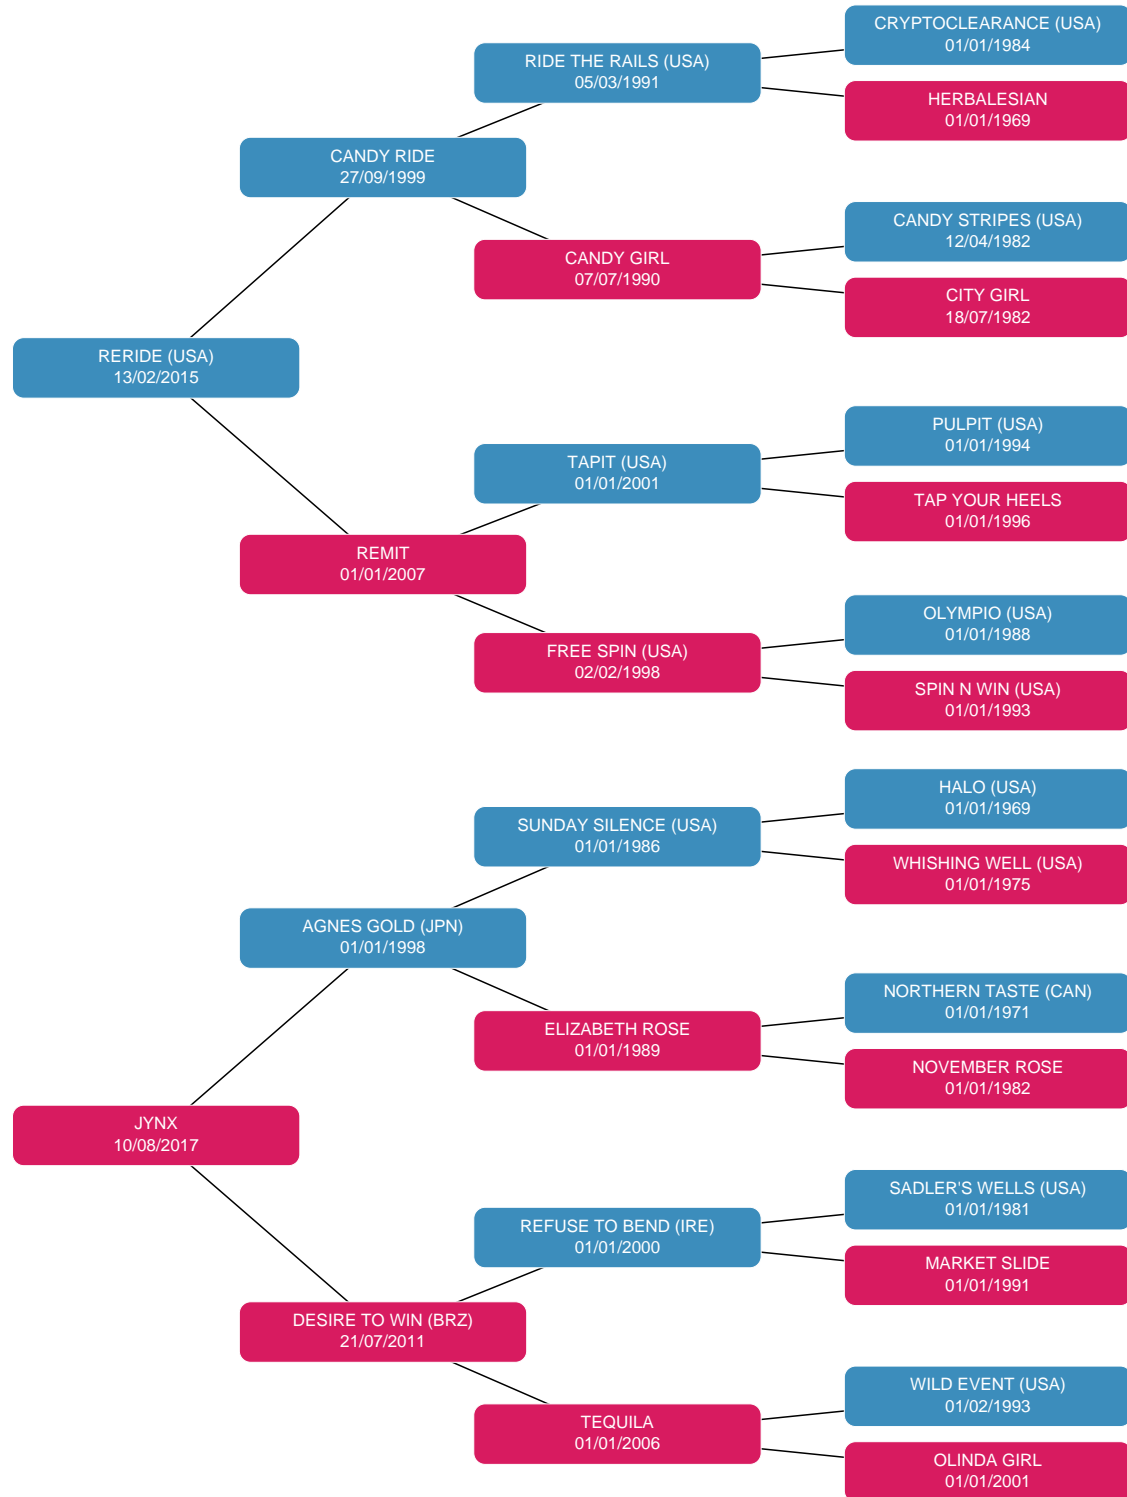 CRYPTOCLEARANCE (USA)
01/01/1984
RIDE THE RAILS (USA)
05/03/1991
HERBALESIAN
01/01/1969
CANDY RIDE
27/09/1999
CANDY STRIPES (USA)
12/04/1982
CANDY GIRL
07/07/1990
CITY GIRL
18/07/1982
RERIDE (USA)
13/02/2015
PULPIT (USA)
01/01/1994
TAPIT (USA)
01/01/2001
TAP YOUR HEELS
01/01/1996
REMIT
01/01/2007
OLYMPIO (USA)
01/01/1988
FREE SPIN (USA)
02/02/1998
SPIN N WIN (USA)
01/01/1993
HALO (USA)
01/01/1969
SUNDAY SILENCE (USA)
01/01/1986
WHISHING WELL (USA)
01/01/1975
AGNES GOLD (JPN)
01/01/1998
NORTHERN TASTE (CAN)
01/01/1971
ELIZABETH ROSE
01/01/1989
NOVEMBER ROSE
01/01/1982
JYNX
10/08/2017
SADLER'S WELLS (USA)
01/01/1981
REFUSE TO BEND (IRE)
01/01/2000
MARKET SLIDE
01/01/1991
DESIRE TO WIN (BRZ)
21/07/2011
WILD EVENT (USA)
01/02/1993
TEQUILA
01/01/2006
OLINDA GIRL
01/01/2001